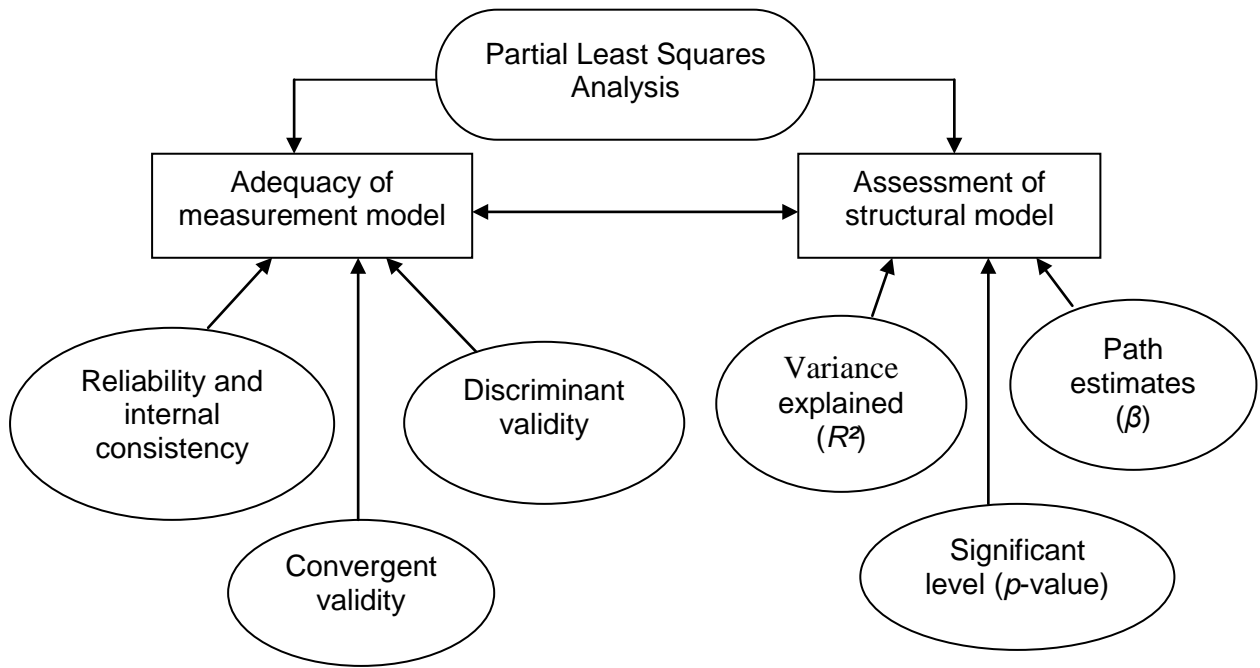 Partial Least Squares
Analysis
Adequacy of
measurement model
Assessment of
structural model
Reliability and
internal
consistency
Discriminant
validity
Variance
explained
(R²)
Path
estimates
(β)
Convergent
validity
Significant
level (p-value)